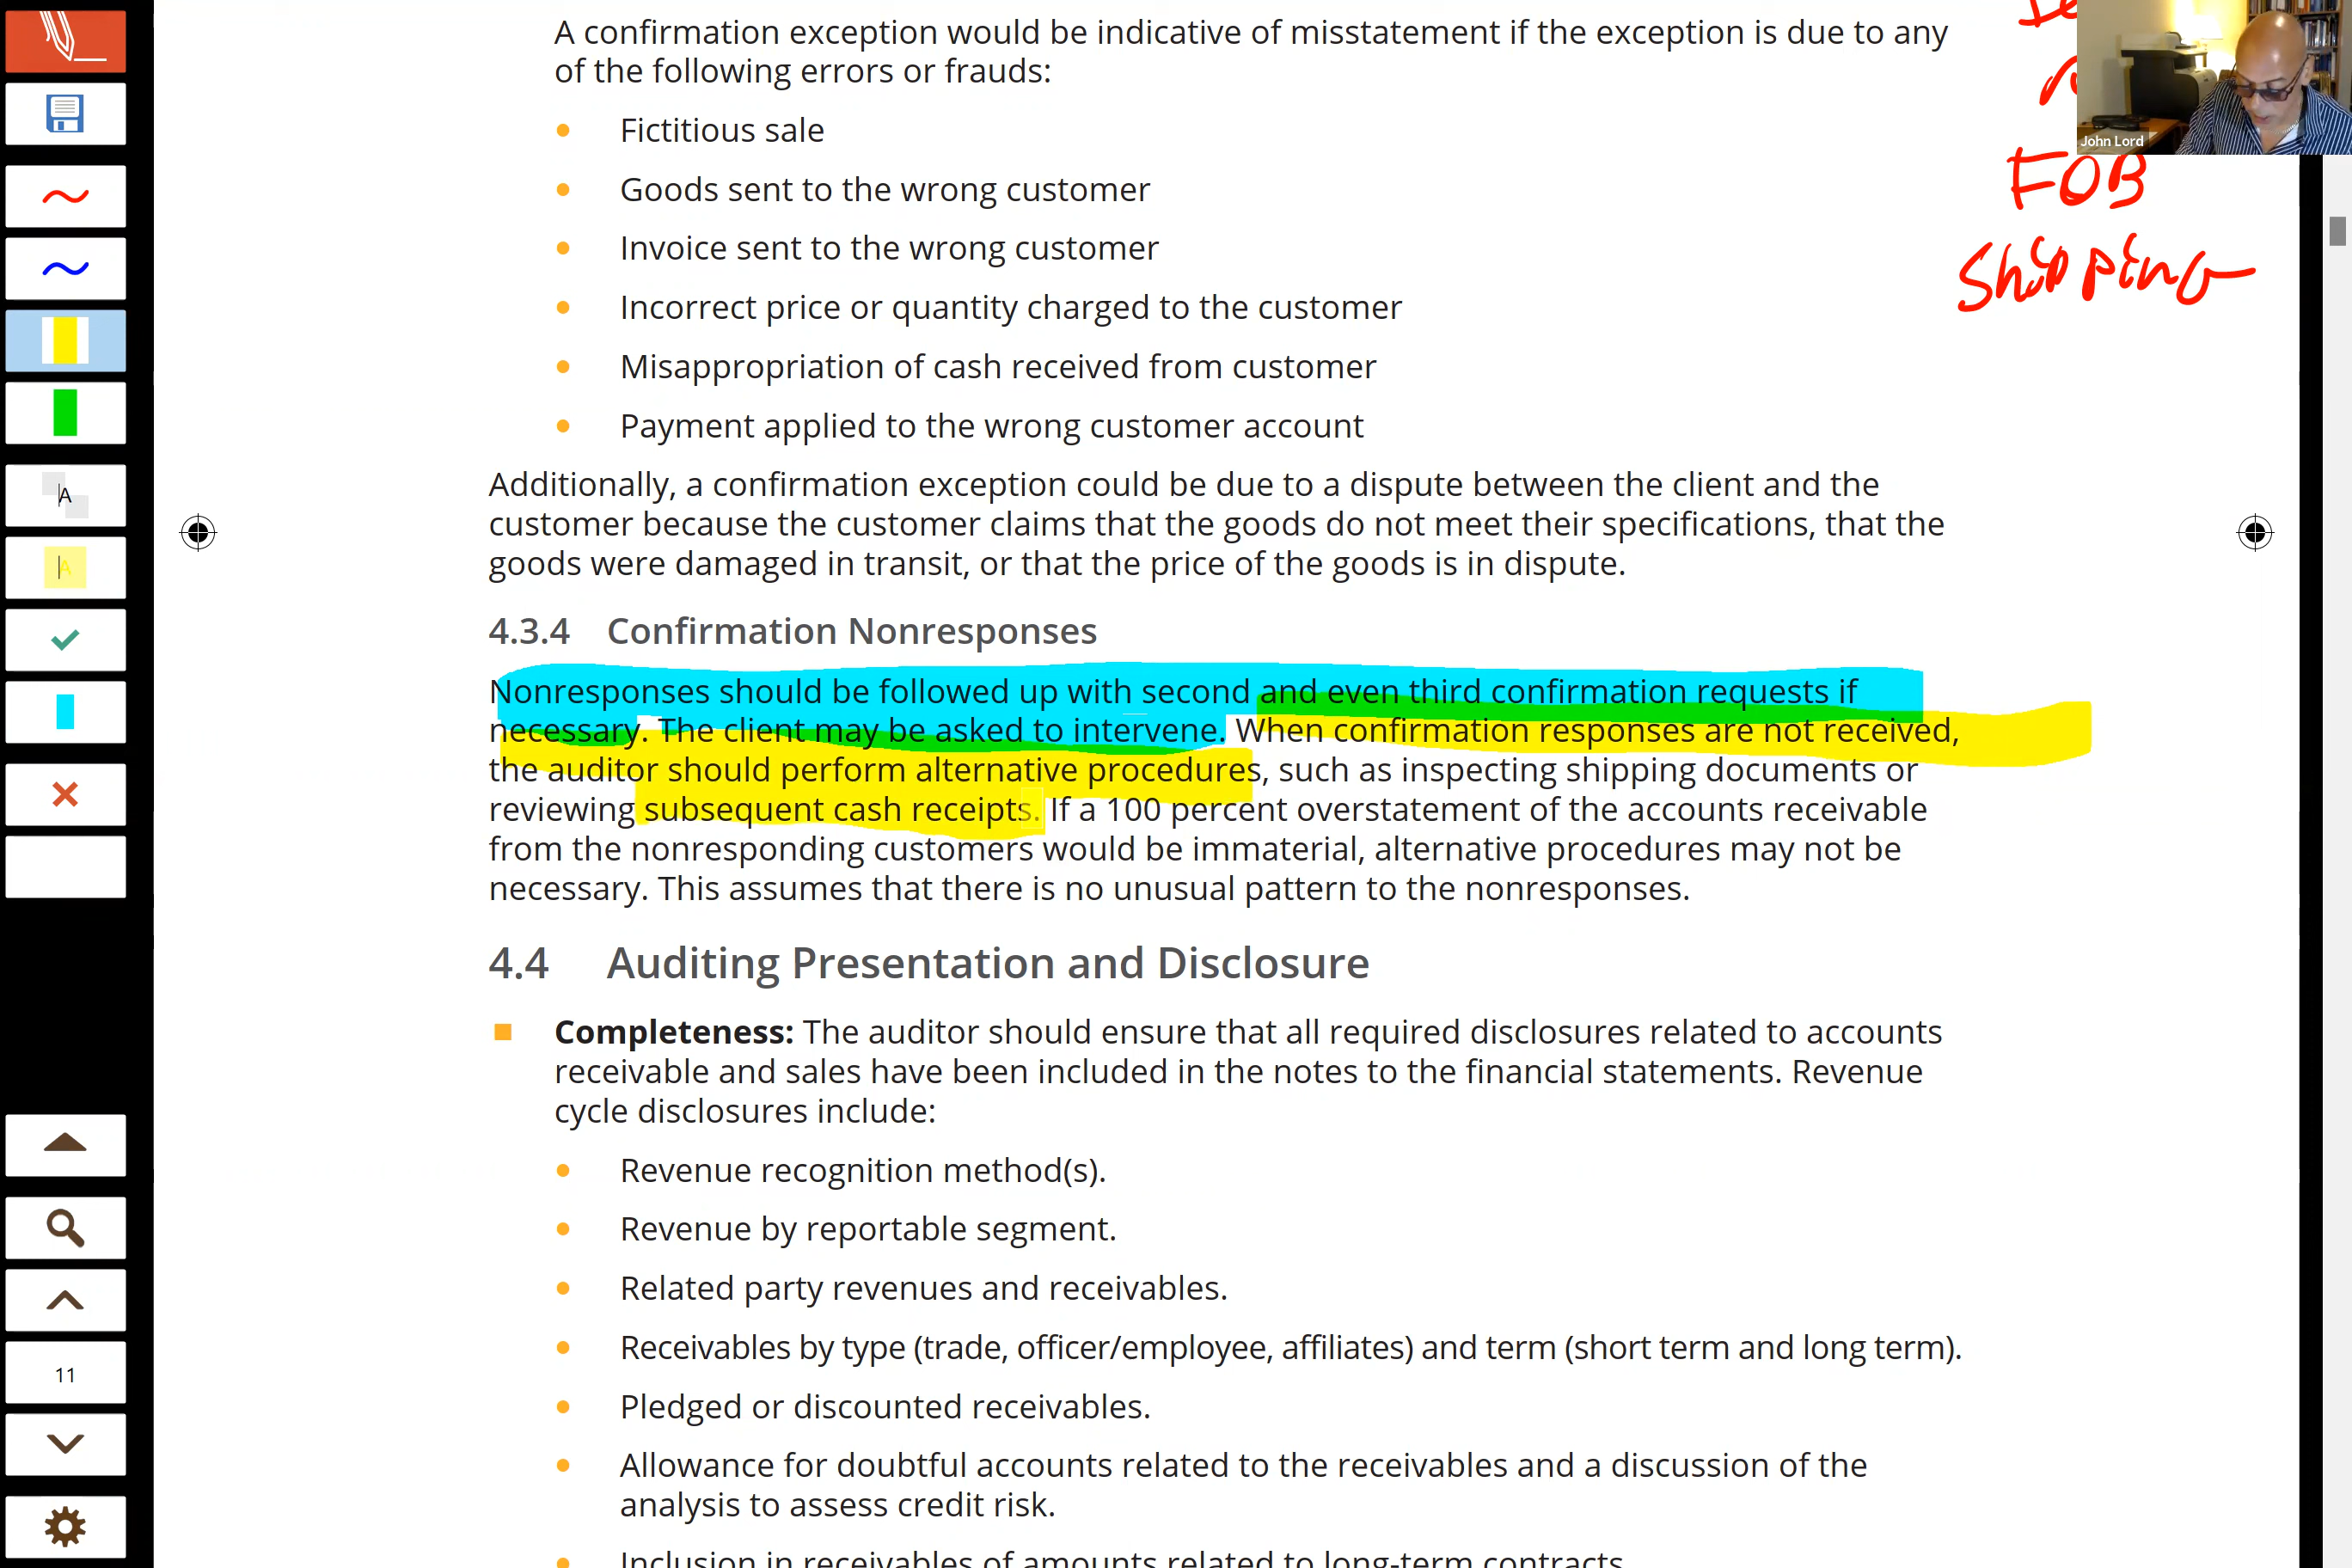 A confirmation exception would be indicative of misstatement if the exception is due to any
of the following errors or frauds:
Fictitious sale
Goods sent to the wrong customer
Invoice sent to the wrong customer
Incorrect price or quantity charged to the customer
Misappropriation of cash received from customer
Payment applied to the wrong customer account
John Lord
FOB
Shipping
Additionally, a confirmation exception could be due to a dispute between the client and the
customer because the customer claims that the goods do not meet their specifications, that the
goods were damaged in transit, or that the price of the goods is in dispute.
4.3.4 Confirmation Nonresponses
Nonresponses should be followed up with second and even third confirmation requests if
necessary. The client may be asked to intervene. When confirmation responses are not received,
the auditor should perform alternative procedures, such as inspecting shipping documents or
reviewing subsequent cash receipts. If a 100 percent overstatement of the accounts receivable
from the nonresponding customers would be immaterial, alternative procedures may not be
necessary. This assumes that there is no unusual pattern to the nonresponses.
4.4 Auditing Presentation and Disclosure
Completeness: The auditor should ensure that all required disclosures related to accounts
receivable and sales have been included in the notes to the financial statements. Revenue
cycle disclosures include:
Revenue recognition method(s).
Revenue by reportable segment.
Related party revenues and receivables.
Receivables by type (trade, officer/employee, affiliates) and term (short term and long term).
Pledged or discounted receivables.
Allowance for doubtful accounts related to the receivables and a discussion of the
analysis to assess credit risk.
Inclusion in receivables of amounts related to long-term contracts.
A
A
11